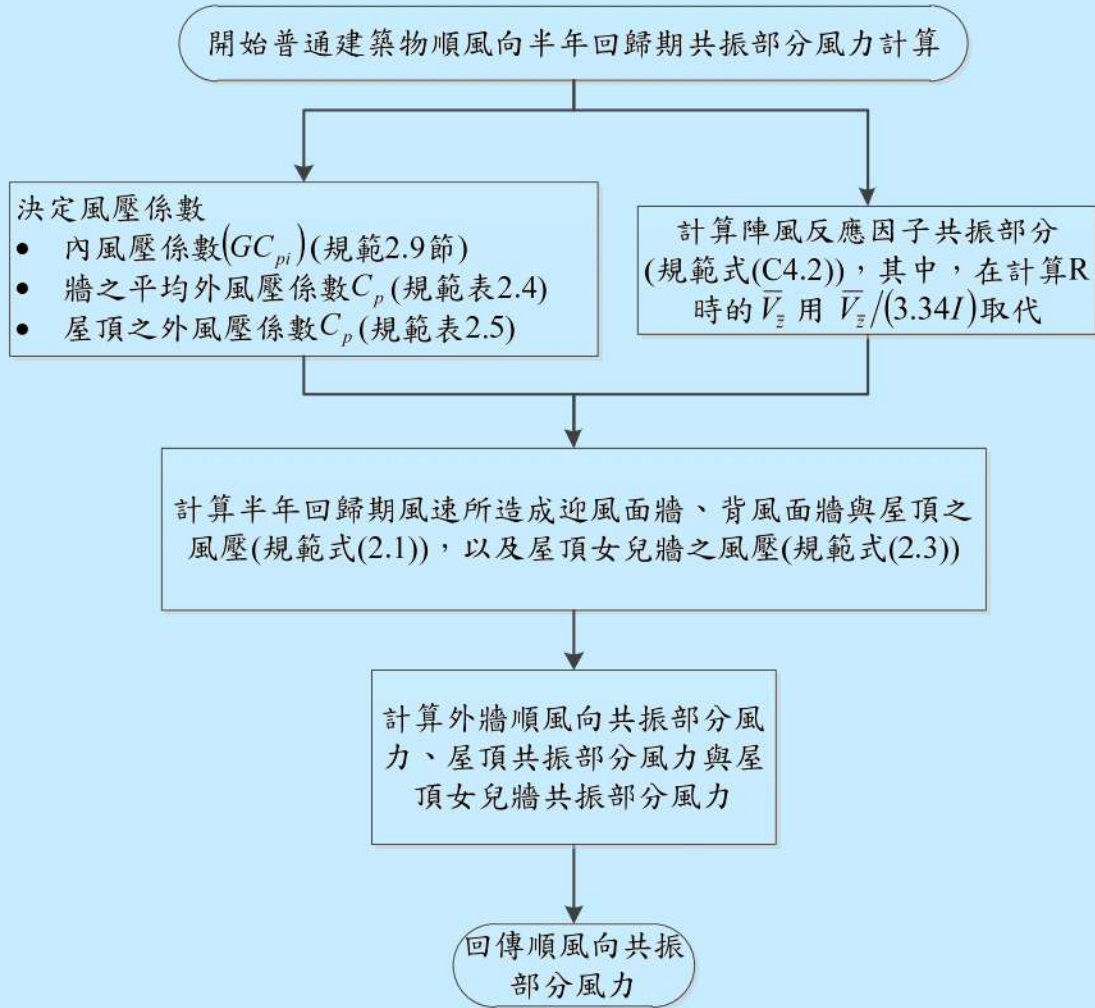 開始普通建築物順風向半年回歸期共振部分風力計算
決定風壓係數
• 內風壓係數(GC_{pi})(規範2.9節)
• 牆之平均外風壓係數C_p(規範表2.4)
• 屋頂之外風壓係數C_p(規範表2.5)
計算陣風反應因子共振部分
(規範式(C4.2)),其中,在計算R
時的 \overline{V}_{\overline{z}} 用 \overline{V}_{\overline{z}}/(3.34I)取代
計算半年回歸期風速所造成迎風面牆、背風面牆與屋頂之
風壓(規範式(2.1)),以及屋頂女兒牆之風壓(規範式(2.3))
計算外牆順風向共振部分風
力、屋頂共振部分風力與屋
頂女兒牆共振部分風力
回傳順風向共振
部分風力